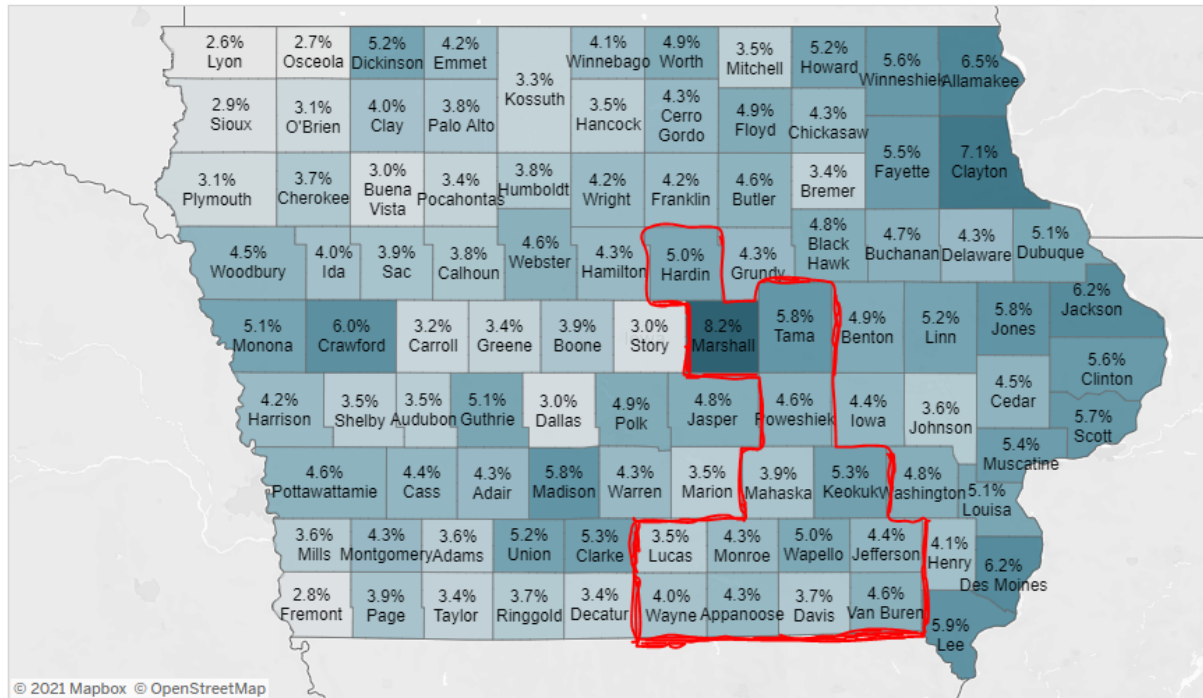 2.6%
Lyon
2.7%
Osceola
5.2%
Dickinson
4.2%
Emmet
3.3%
Kossuth
4.1%
Winnebago
4.9%
Worth
3.5%
Mitchell
5.2%
Howard
5.6%
Winneshiek
6.5%
Allamakee
2.9%
Sioux
3.1%
O'Brien
4.0%
Clay
3.8%
Palo Alto
3.5%
Hancock
4.3%
Cerro
Gordo
4.9%
Floyd
4.3%
Chickasaw
3.1%
Plymouth
3.7%
Cherokee
3.0%
Buena
Vista
3.4%
Pocahontas
3.8%
Humboldt
4.2%
Wright
4.2%
Franklin
4.6%
Butler
3.4%
Bremer
5.5%
Fayette
7.1%
Clayton
4.5%
Woodbury
4.0%
Ida
3.9%
Sac
3.8%
Calhoun
4.6%
Webster
4.3%
Hamilton
5.0%
Hardin
4.3%
Grundy
4.8%
Black
Hawk
4.7%
Buchanan
4.3%
Delaware
5.1%
Dubuque
5.1%
Monona
6.0%
Crawford
3.2%
Carroll
3.4%
Greene
3.9%
Boone
3.0%
Story
8.2%
Marshall
5.8%
Tama
4.9%
Benton
5.2%
Linn
5.8%
Jones
6.2%
Jackson
5.6%
Clinton
4.2%
Harrison
3.5%
Shelby
3.5%
Audubon
5.1%
Guthrie
3.0%
Dallas
4.9%
Polk
4.8%
Jasper
4.6%
Poweshiek
4.4%
Iowa
3.6%
Johnson
4.5%
Cedar
5.7%
Scott
5.4%
Muscatine
4.6%
Pottawattamie
4.4%
Cass
4.3%
Adair
5.8%
Madison
4.3%
Warren
3.5%
Marion
3.9%
Mahaska
5.3%
Keokuk
4.8%
Washington
5.1%
Louisa
3.6%
Mills
4.3%
Montgomery
3.6%
Adams
5.2%
Union
5.3%
Clarke
3.5%
Lucas
4.3%
Monroe
5.0%
Wapello
4.4%
Jefferson
4.1%
Henry
6.2%
Des Moines
2.8%
Fremont
3.9%
Page
3.4%
Taylor
3.7%
Ringgold
3.4%
Decatur
4.0%
Wayne
4.3%
Appanoose
3.7%
Davis
4.6%
Van Buren
5.9%
Lee
© 2021 Mapbox © OpenStreetMap